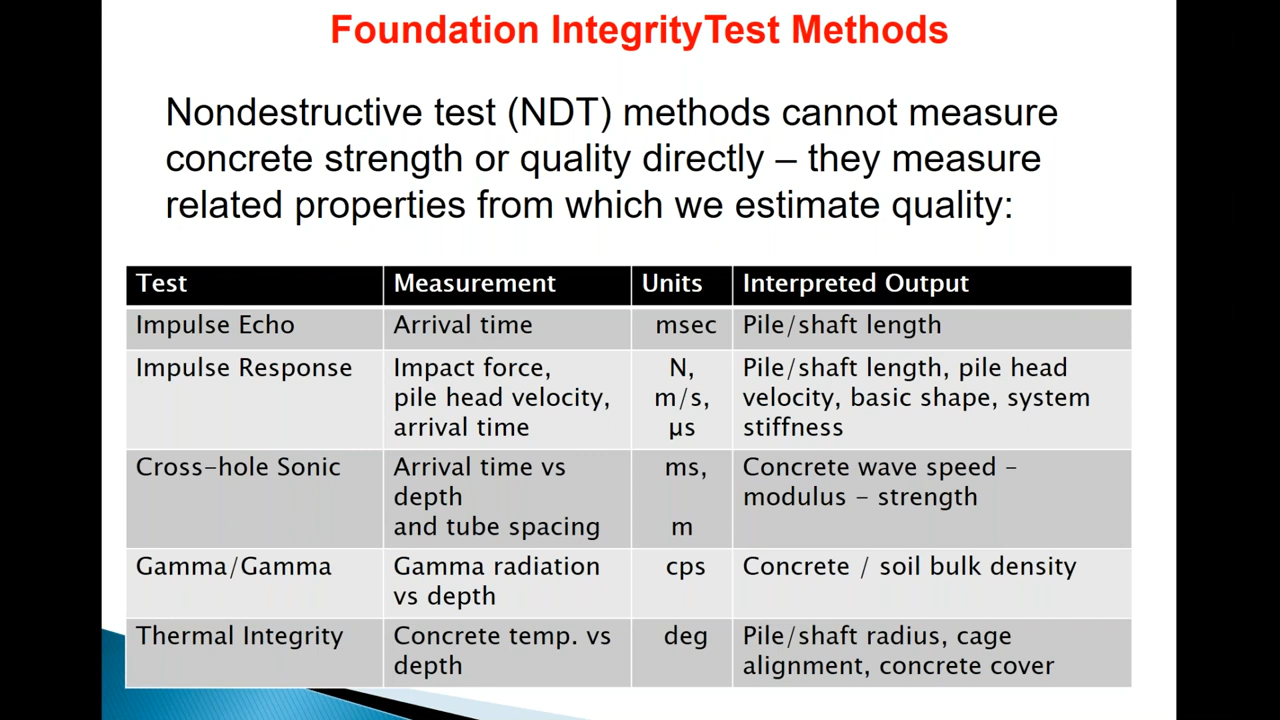 Foundation IntegrityTest Methods
Nondestructive test (NDT) methods cannot measure
concrete strength or quality directly – they measure
related properties from which we estimate quality:
Test Measurement Units Interpreted Output
Impulse Echo Arrival time msec Pile/shaft length
Impulse Response Impact force, N, Pile/shaft length, pile head
pile head velocity, m/s, velocity, basic shape, system
arrival time µs stiffness
Cross-hole Sonic Arrival time vs ms, Concrete wave speed –
depth modulus – strength
and tube spacing m
Gamma/Gamma Gamma radiation cps Concrete / soil bulk density
vs depth
Thermal Integrity Concrete temp. vs deg Pile/shaft radius, cage
depth alignment, concrete cover